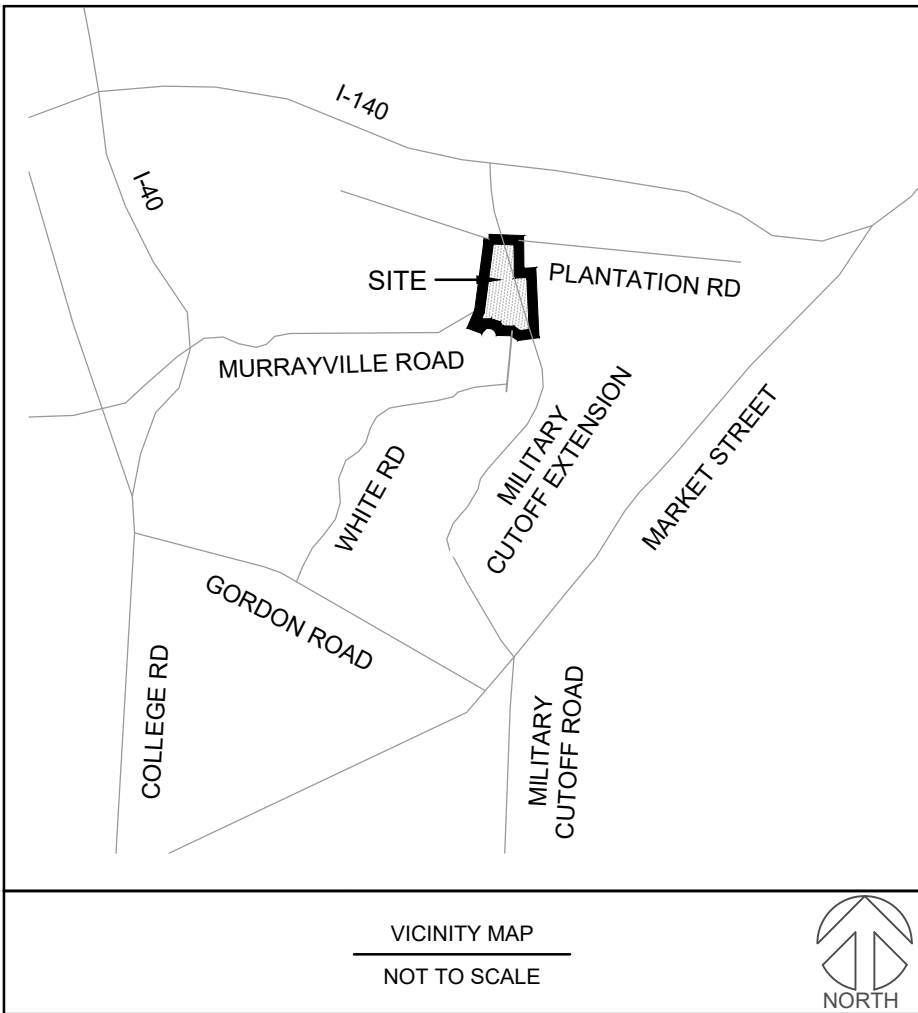 I-140
I-40
SITE
PLANTATION RD
MURRAYVILLE ROAD
MILITARY
CUTOFF EXTENSION
MARKET STREET
WHITE RD
GORDON ROAD
COLLEGE RD
MILITARY
CUTOFF ROAD
VICINITY MAP
NOT TO SCALE
NORTH